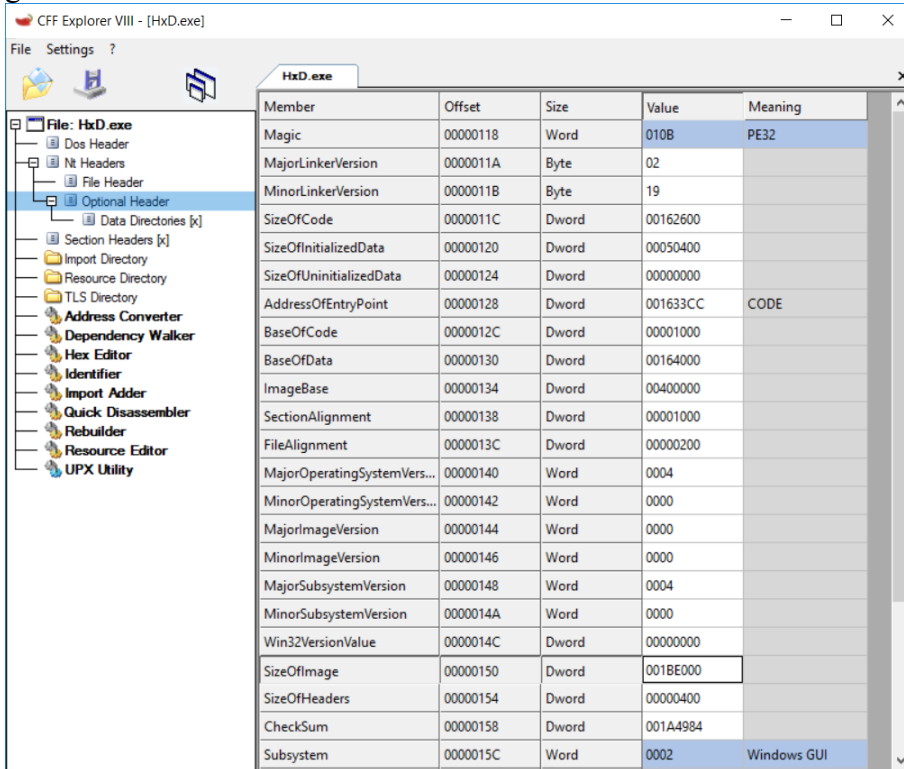 CFF Explorer VIII - [HxD.exe]
File Settings ?
HxD.exe
File: HxD.exe
Dos Header
Nt Headers
File Header
Optional Header
Data Directories [x]
Section Headers [x]
Import Directory
Resource Directory
TLS Directory
Address Converter
Dependency Walker
Hex Editor
Identifier
Import Adder
Quick Disassembler
Rebuilder
Resource Editor
UPX Utility
Member Offset Size Value Meaning
Magic 00000118 Word 010B PE32
MajorLinkerVersion 0000011A Byte 02
MinorLinkerVersion 0000011B Byte 19
SizeOfCode 0000011C Dword 00162600
SizeOfInitializedData 00000120 Dword 00050400
SizeOfUninitializedData 00000124 Dword 00000000
AddressOfEntryPoint 00000128 Dword 001633CC CODE
BaseOfCode 0000012C Dword 00001000
BaseOfData 00000130 Dword 00164000
ImageBase 00000134 Dword 00400000
SectionAlignment 00000138 Dword 00001000
FileAlignment 0000013C Dword 00000200
MajorOperatingSystemVers... 00000140 Word 0004
MinorOperatingSystemVers... 00000142 Word 0000
MajorImageVersion 00000144 Word 0000
MinorImageVersion 00000146 Word 0000
MajorSubsystemVersion 00000148 Word 0004
MinorSubsystemVersion 0000014A Word 0000
Win32VersionValue 0000014C Dword 00000000
SizeOfImage 00000150 Dword 001BE000
SizeOfHeaders 00000154 Dword 00000400
CheckSum 00000158 Dword 001A4984
Subsystem 0000015C Word 0002 Windows GUI